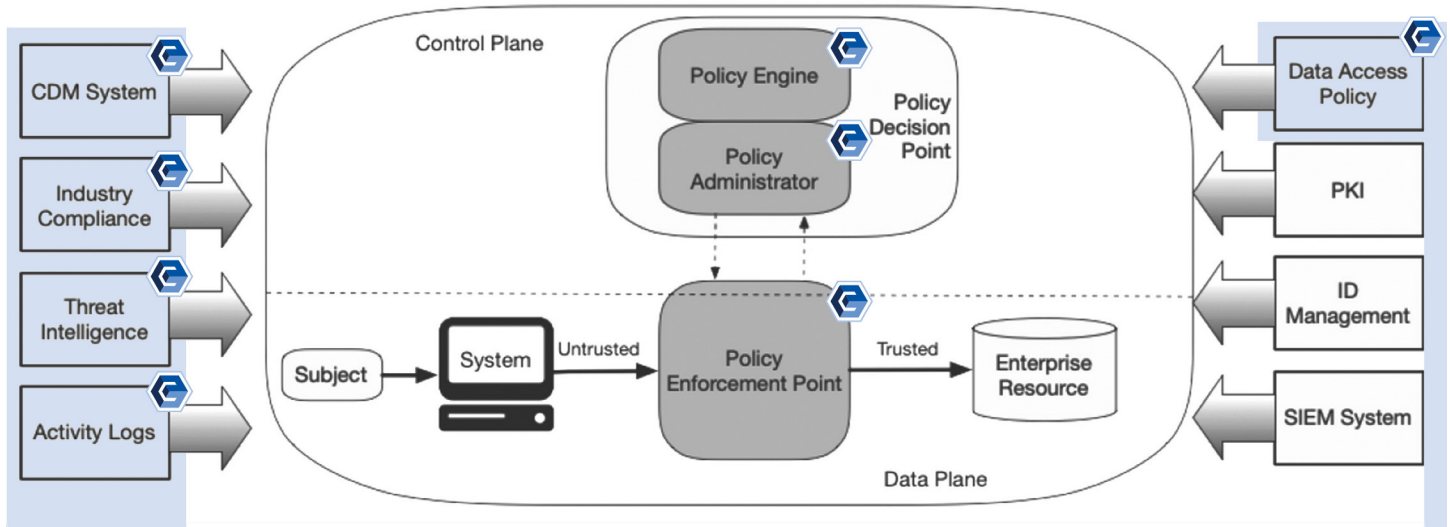 Control Plane
CDM System
Industry
Compliance
Threat
Intelligence
Activity Logs
Policy Engine
Policy
Administrator
Policy
Decision
Point
Subject
System
Untrusted
Policy
Enforcement Point
Trusted
Enterprise
Resource
Data Plane
Data Access
Policy
PKI
ID
Management
SIEM System